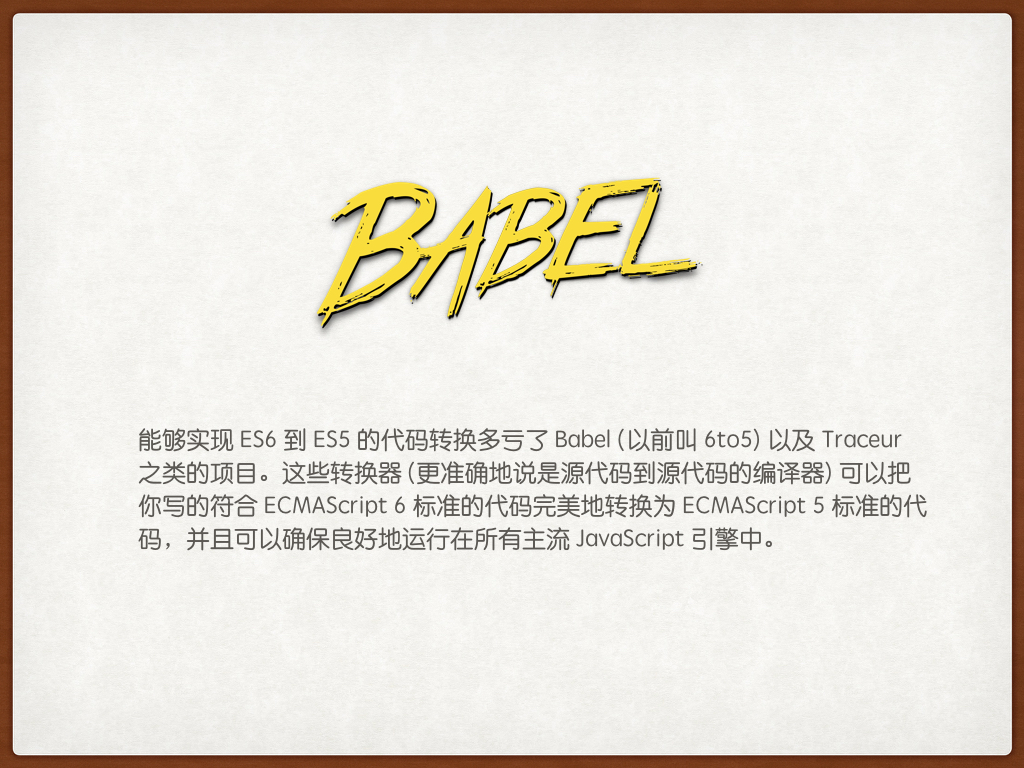 BABEL
能够实现 ES6 到 ES5 的代码转换多亏了 Babel (以前叫 6to5) 以及 Traceur
之类的项目。这些转换器 (更准确地说是源代码到源代码的编译器) 可以把
你写的符合 ECMAScript 6 标准的代码完美地转换为 ECMAScript 5 标准的代
码，并且可以确保良好地运行在所有主流 JavaScript 引擎中。